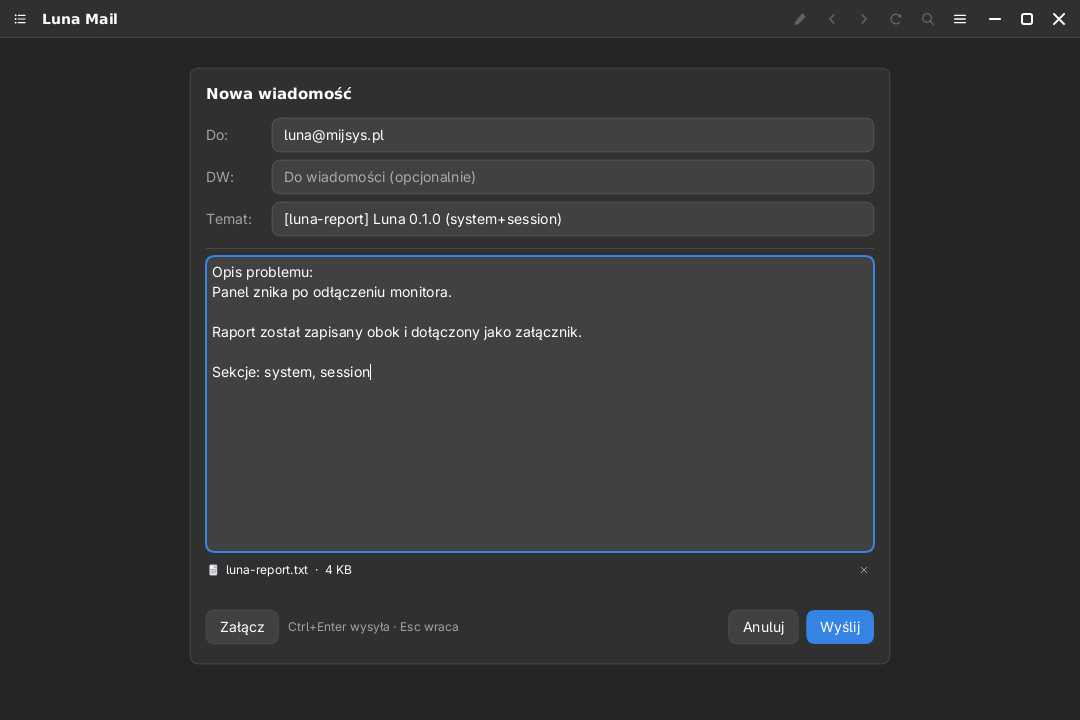 Luna Mail
Nowa wiadomość
Do: luna@mijsys.pl
DW: Do wiadomości (opcjonalnie)
Temat: [luna-report] Luna 0.1.0 (system+session)
Opis problemu:
Panel znika po odłączeniu monitora.
Raport został zapisany obok i dołączony jako załącznik.
Sekcje: system, session
luna-report.txt · 4 KB
Załącz Ctrl+Enter wysyła · Esc wraca Anuluj Wyślij